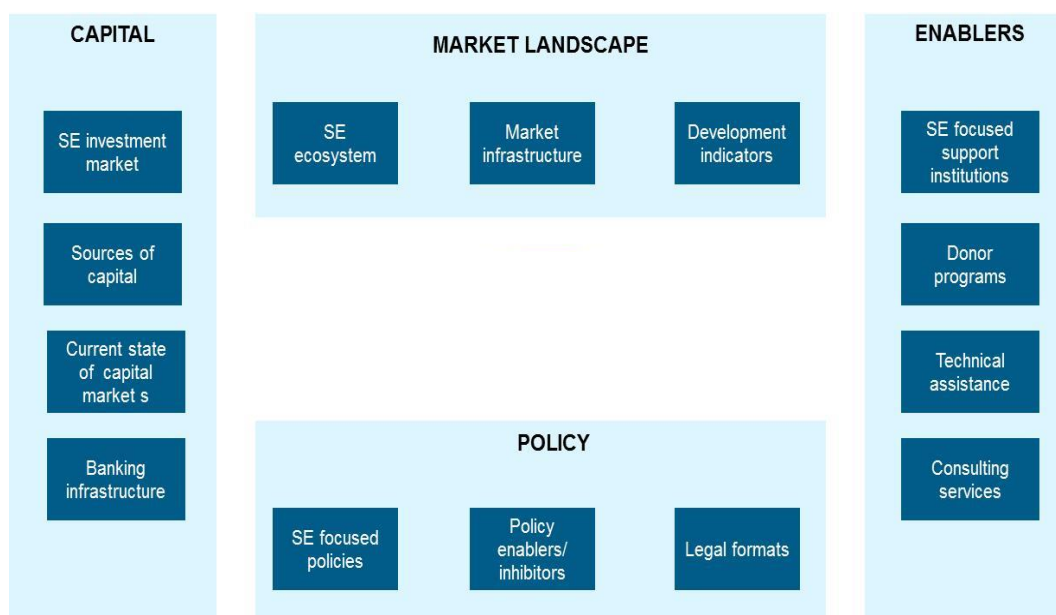 CAPITAL
SE investment
market
Sources of
capital
Current state
of capital
market s
Banking
infrastructure
MARKET LANDSCAPE
SE
ecosystem
Market
infrastructure
Development
indicators
POLICY
SE focused
policies
Policy
enablers/
inhibitors
Legal formats
ENABLERS
SE focused
support
institutions
Donor
programs
Technical
assistance
Consulting
services